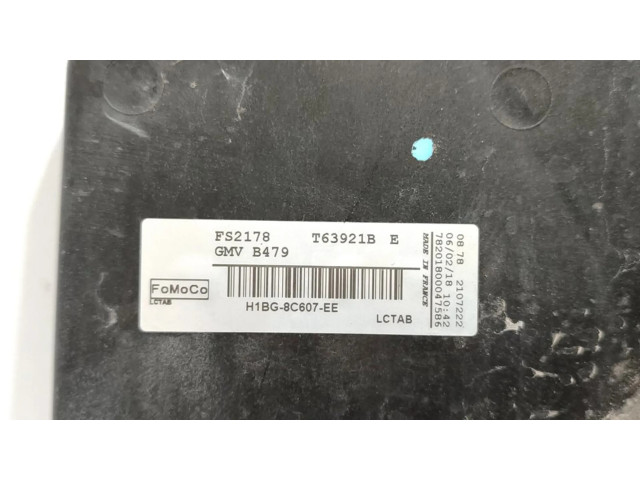 FS2178 T63921B E
GMV B479
FoMoCo
LCTAB
H1BG-8C607-EE
LCTAB
MADE IN FRANCE
08 78 2107222
06/02/18 10:42
782018000047586